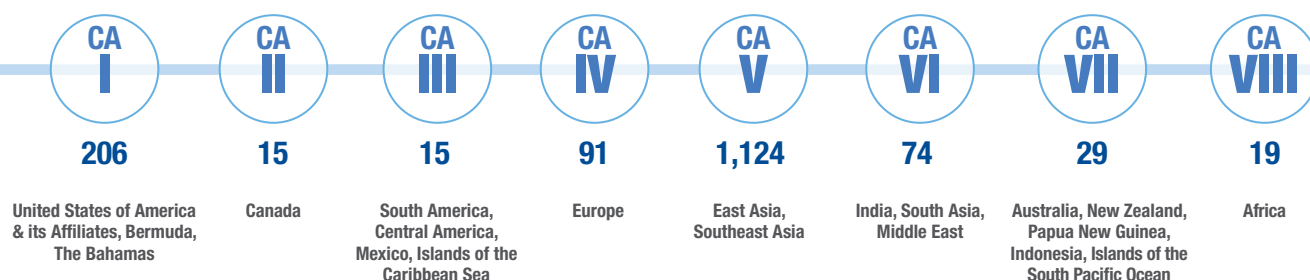 CA
I
206
United States of America
& its Affiliates, Bermuda,
The Bahamas
CA
II
15
Canada
CA
III
15
South America,
Central America,
Mexico, Islands of the
Caribbean Sea
CA
IV
91
Europe
CA
V
1,124
East Asia,
Southeast Asia
CA
VI
74
India, South Asia,
Middle East
CA
VII
29
Australia, New Zealand,
Papua New Guinea,
Indonesia, Islands of the
South Pacific Ocean
CA
VIII
19
Africa